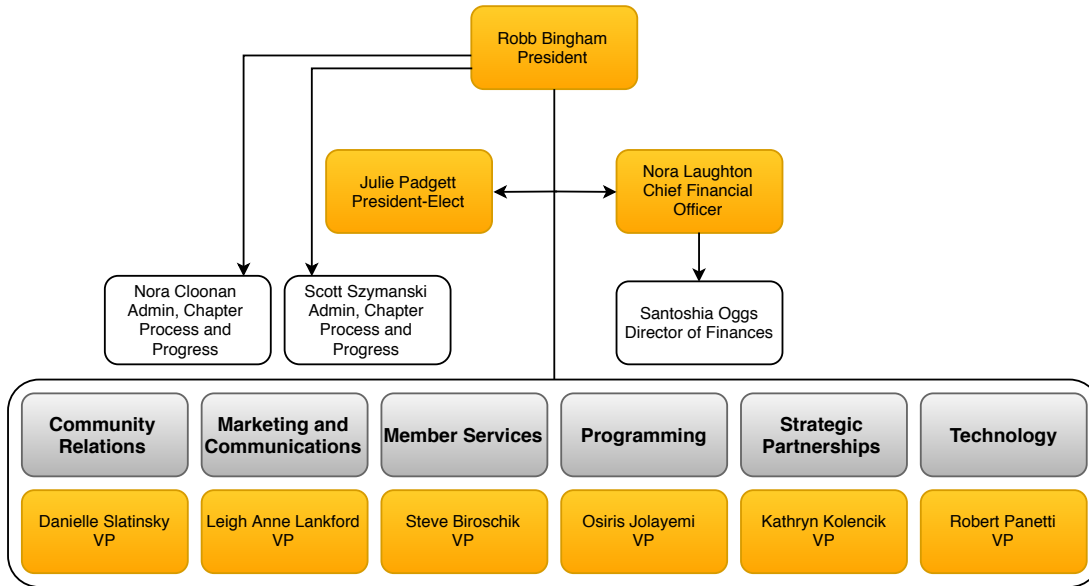 Robb Bingham
President
Julie Padgett
President-Elect
Nora Laughton
Chief Financial
Officer
Nora Cloonan
Admin, Chapter
Process and
Progress
Scott Szymanski
Admin, Chapter
Process and
Progress
Santoshia Oggs
Director of Finances
Community
Relations
Marketing and
Communications
Member Services
Programming
Strategic
Partnerships
Technology
Danielle Slatinsky
VP
Leigh Anne Lankford
VP
Steve Biroschik
VP
Osiris Jolayemi
VP
Kathryn Kolencik
VP
Robert Panetti
VP